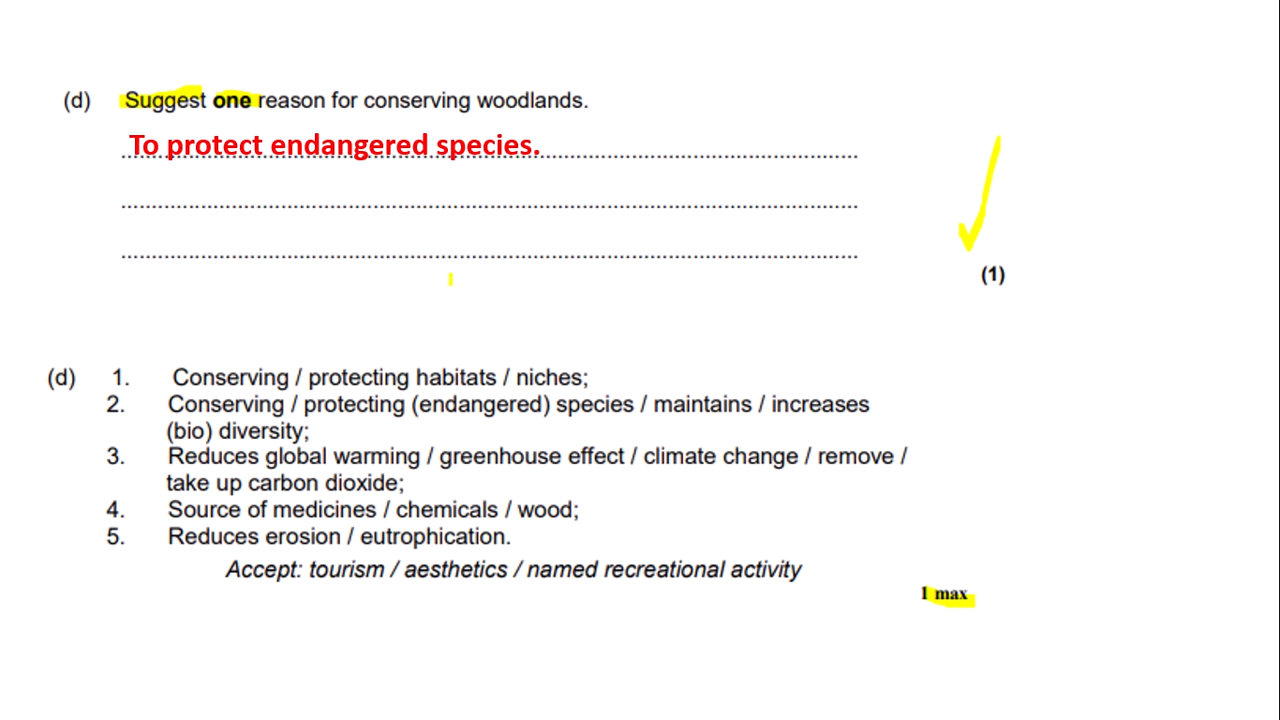 (d) Suggest one reason for conserving woodlands.
To protect endangered species.
(1)
(d) 1. Conserving / protecting habitats / niches;
2. Conserving / protecting (endangered) species / maintains / increases
(bio) diversity;
3. Reduces global warming / greenhouse effect / climate change / remove /
take up carbon dioxide;
4. Source of medicines / chemicals / wood;
5. Reduces erosion / eutrophication.
Accept: tourism / aesthetics / named recreational activity
1 max